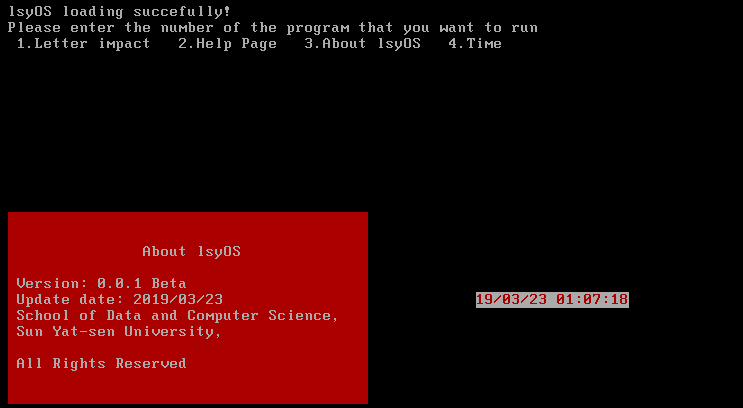 lsyOS loading succefully!
Please enter the number of the program that you want to run
1.Letter impact   2.Help Page   3.About lsyOS   4.Time
About lsyOS
Version: 0.0.1 Beta
Update date: 2019/03/23
School of Data and Computer Science,
Sun Yat-sen University,
All Rights Reserved
19/03/23 01:07:18